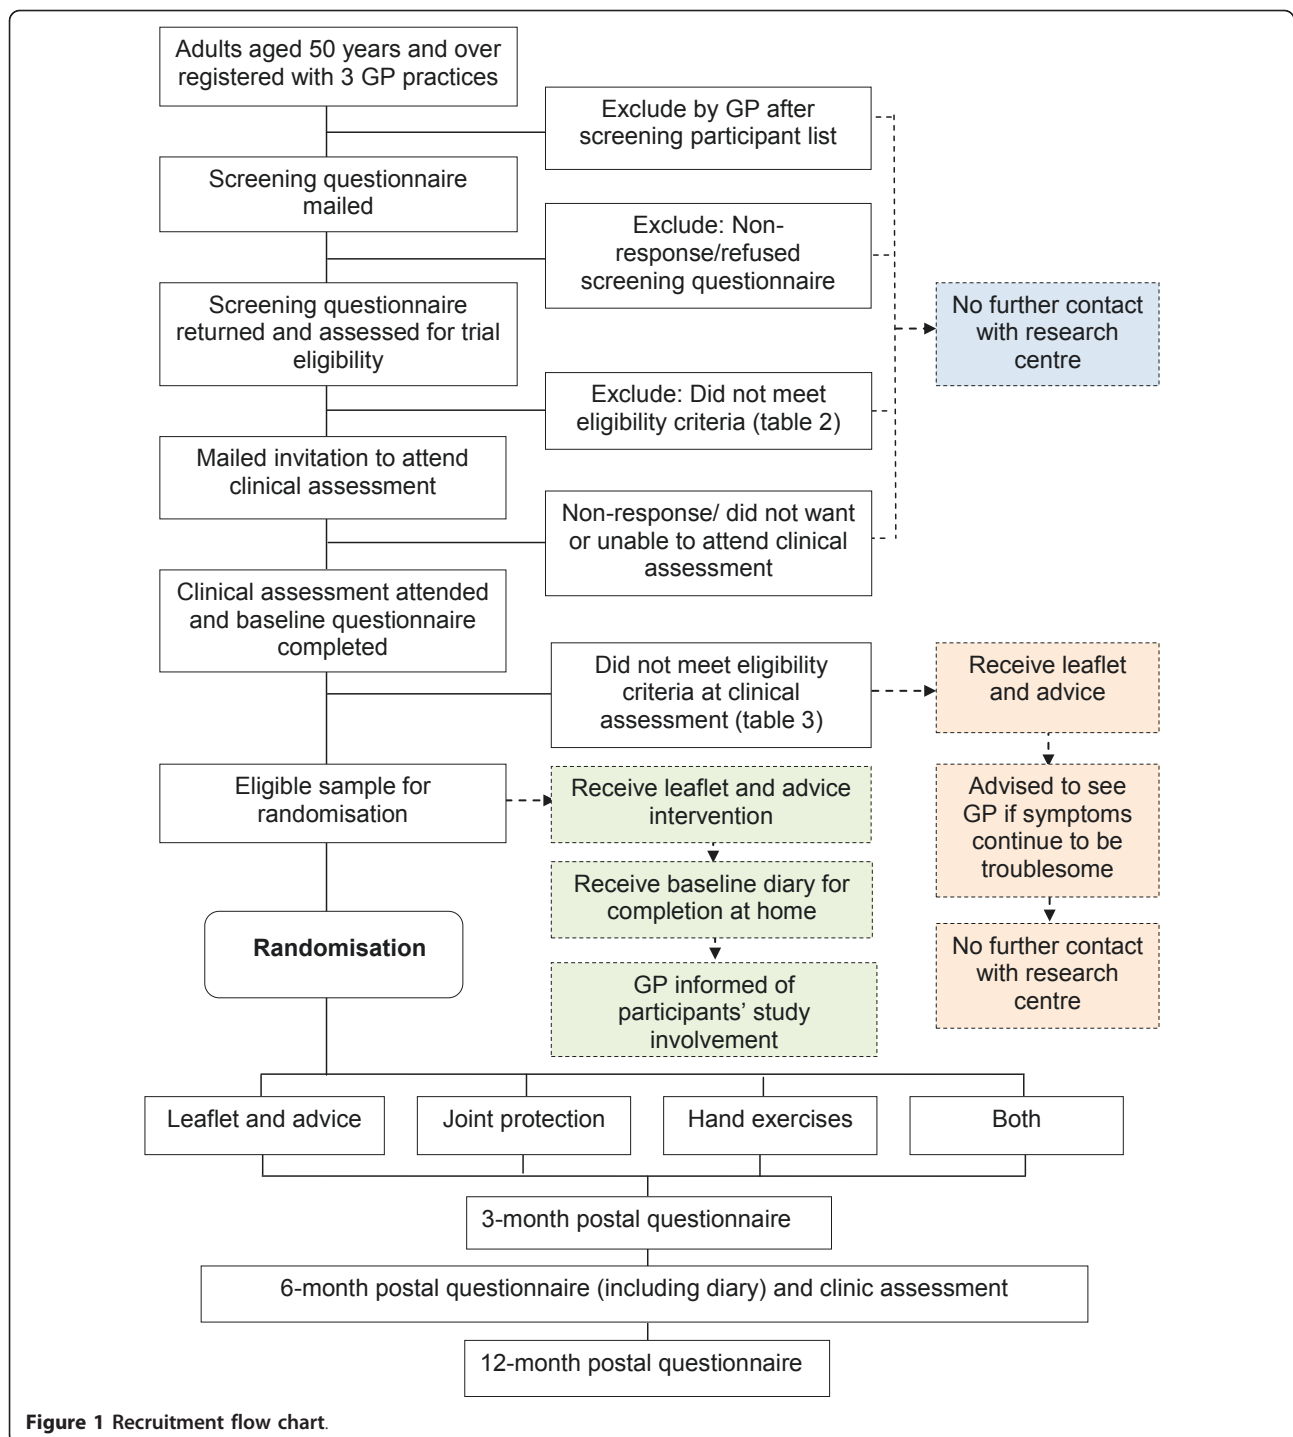 Adults aged 50 years and over
registered with 3 GP practices
Exclude by GP after
screening participant list
Screening questionnaire
mailed
Exclude: Non-
response/refused
screening questionnaire
Screening questionnaire
returned and assessed for trial
eligibility
No further contact
with research
centre
Exclude: Did not meet
eligibility criteria (table 2)
Mailed invitation to attend
clinical assessment
Non-response/ did not want
or unable to attend clinical
assessment
Clinical assessment attended
and baseline questionnaire
completed
Did not meet eligibility
criteria at clinical
assessment (table 3)
Receive leaflet
and advice
Eligible sample for
randomisation
Receive leaflet and advice
intervention
Advised to see
GP if symptoms
continue to be
troublesome
Receive baseline diary for
completion at home
Randomisation
GP informed of
participants’ study
involvement
No further contact
with research
centre
Leaflet and advice
Joint protection
Hand exercises
Both
3-month postal questionnaire
6-month postal questionnaire (including diary) and clinic assessment
12-month postal questionnaire
Figure 1 Recruitment flow chart.